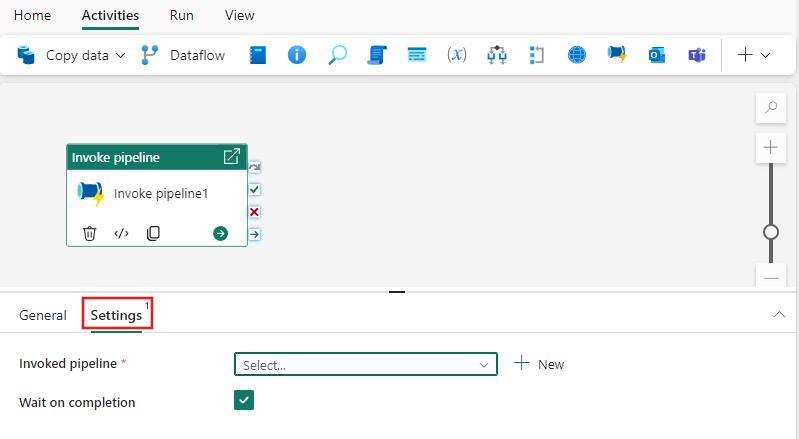 Home Activities Run View
Copy data Dataflow (x)
Invoke pipeline
Invoke pipeline1
General Settings 1
Invoked pipeline * Select... New
Wait on completion